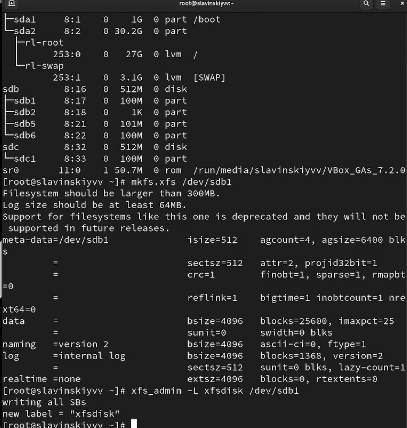 root@slavinskiyvv:~
├─sda1 8:1 0 1G 0 part /boot
└─sda2 8:2 0 30.2G 0 part
├─rl-root
253:0 0 27G 0 lvm /
└─rl-swap
253:1 0 3.1G 0 lvm [SWAP]
sdb 8:16 0 512M 0 disk
├─sdb1 8:17 0 100M 0 part
├─sdb2 8:18 0 1K 0 part
├─sdb5 8:21 0 101M 0 part
└─sdb6 8:22 0 100M 0 part
sdc 8:32 0 512M 0 disk
└─sdc1 8:33 0 100M 0 part
sr0 11:0 1 50.7M 0 rom /run/media/slavinskiyvv/VBox_GAs_7.2.0
[root@slavinskiyvv ~]# mkfs.xfs /dev/sdb1
Filesystem should be larger than 300MB.
Log size should be at least 64MB.
Support for filesystems like this one is deprecated and they will not be
supported in future releases.
meta-data=/dev/sdb1 isize=512 agcount=4, agsize=6400 blk
s
= sectsz=512 attr=2, projid32bit=1
= crc=1 finobt=1, sparse=1, rmapbt
=0
= reflink=1 bigtime=1 inobtcount=1 nre
xt64=0
data = bsize=4096 blocks=25600, imaxpct=25
= sunit=0 swidth=0 blks
naming =version 2 bsize=4096 ascii-ci=0, ftype=1
log =internal log bsize=4096 blocks=1368, version=2
= sectsz=512 sunit=0 blks, lazy-count=1
realtime =none extsz=4096 blocks=0, rtextents=0
[root@slavinskiyvv ~]# xfs_admin -L xfsdisk /dev/sdb1
writing all SBs
new label = "xfsdisk"
[root@slavinskiyvv ~]#